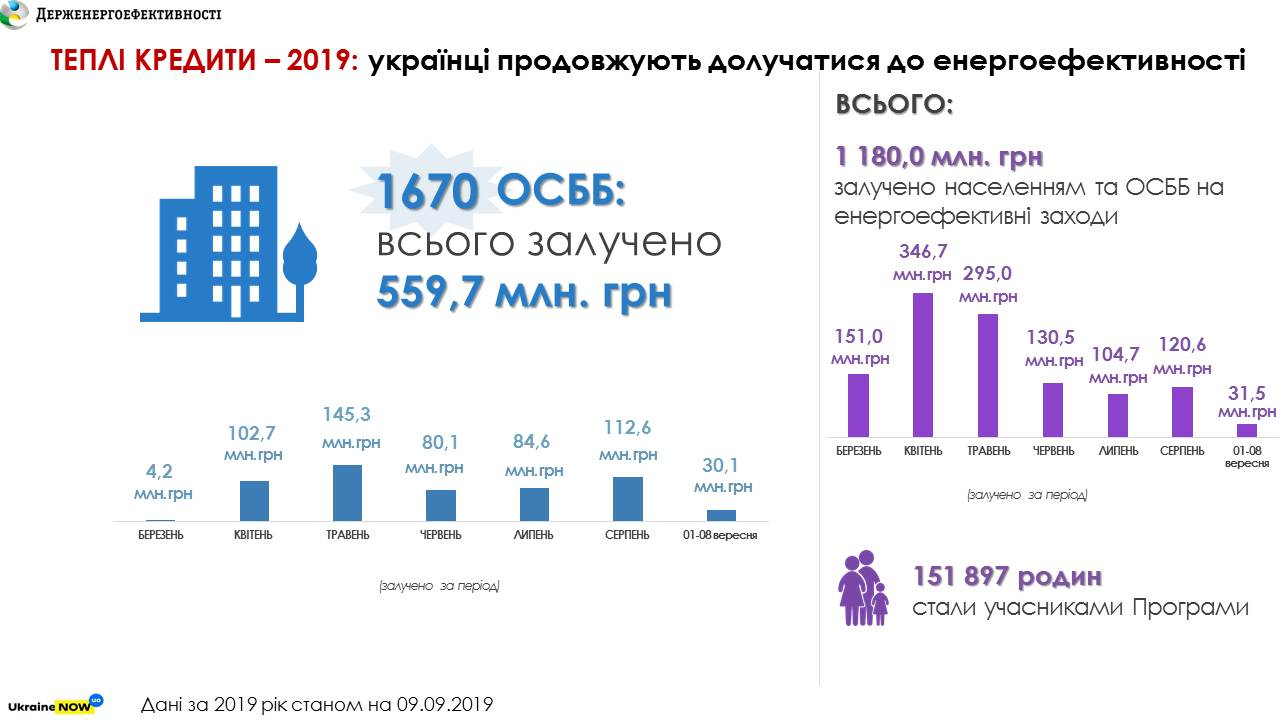 ДЕРЖЕНЕРГОЕФЕКТИВНОСТІ
ТЕПЛІ КРЕДИТИ – 2019: українці продовжують долучатися до енергоефективності
1670 ОСББ:
всього залучено
559,7 млн. грн
4,2
млн.грн
102,7
млн.грн
145,3
млн.грн
80,1
млн.грн
84,6
млн.грн
112,6
млн.грн
30,1
млн.грн
БЕРЕЗЕНЬ КВІТЕНЬ ТРАВЕНЬ ЧЕРВЕНЬ ЛИПЕНЬ СЕРПЕНЬ 01-08 вересня
(залучено за період)
ВСЬОГО:
1 180,0 млн. грн
залучено населенням та ОСББ на
енергоефективні заходи
151,0
млн.грн
346,7
млн.грн
295,0
млн.грн
130,5
млн.грн
104,7
млн.грн
120,6
млн.грн
31,5
млн.грн
БЕРЕЗЕНЬ КВІТЕНЬ ТРАВЕНЬ ЧЕРВЕНЬ ЛИПЕНЬ СЕРПЕНЬ 01-08
вересня
(залучено за період)
151 897 родин
стали учасниками Програми
Ukraine NOW ua
Дані за 2019 рік станом на 09.09.2019